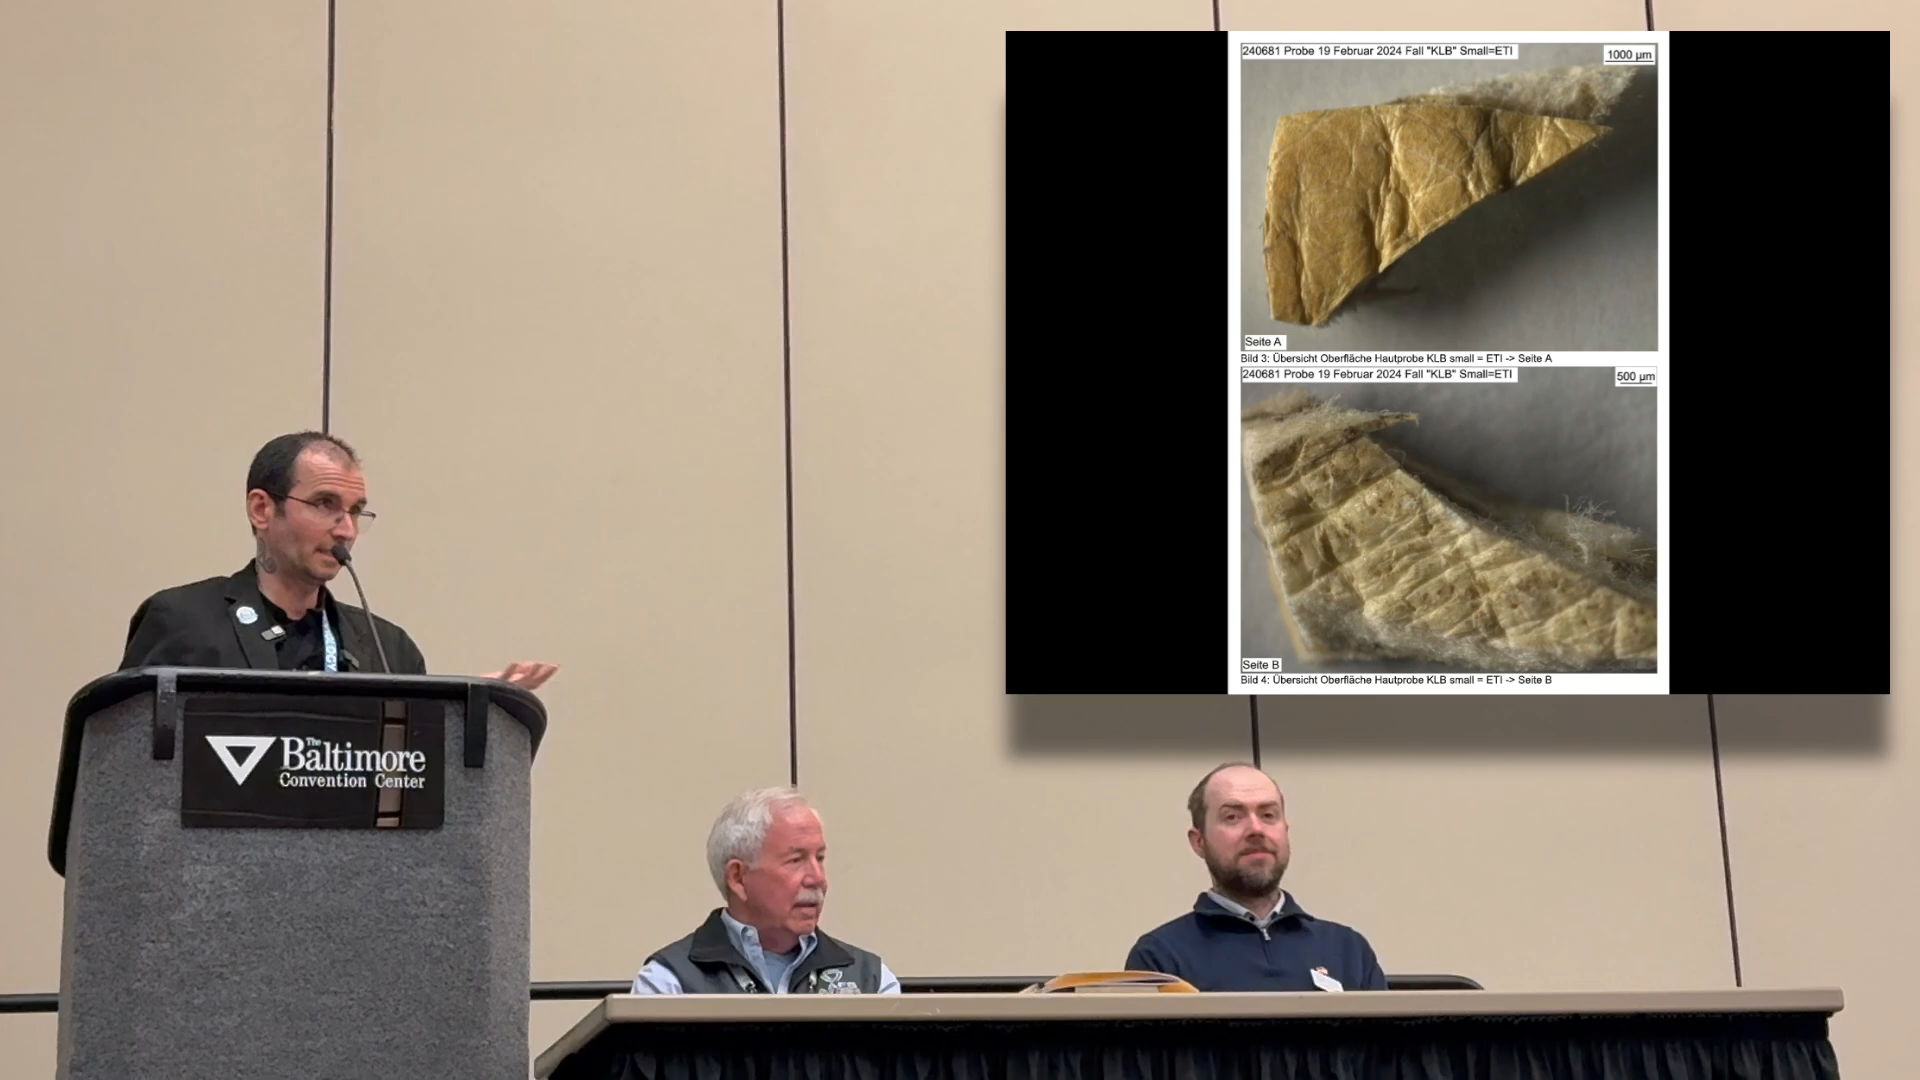 240681 Probe 19 Februar 2024 Fall "KLB" Small=ETI
1000 µm
Seite A
Bild 3: Übersicht Oberfläche Hautprobe KLB small = ETI -> Seite A
240681 Probe 19 Februar 2024 Fall "KLB" Small=ETI
500 µm
Seite B
Bild 4: Übersicht Oberfläche Hautprobe KLB small = ETI -> Seite B
The
Baltimore
Convention Center